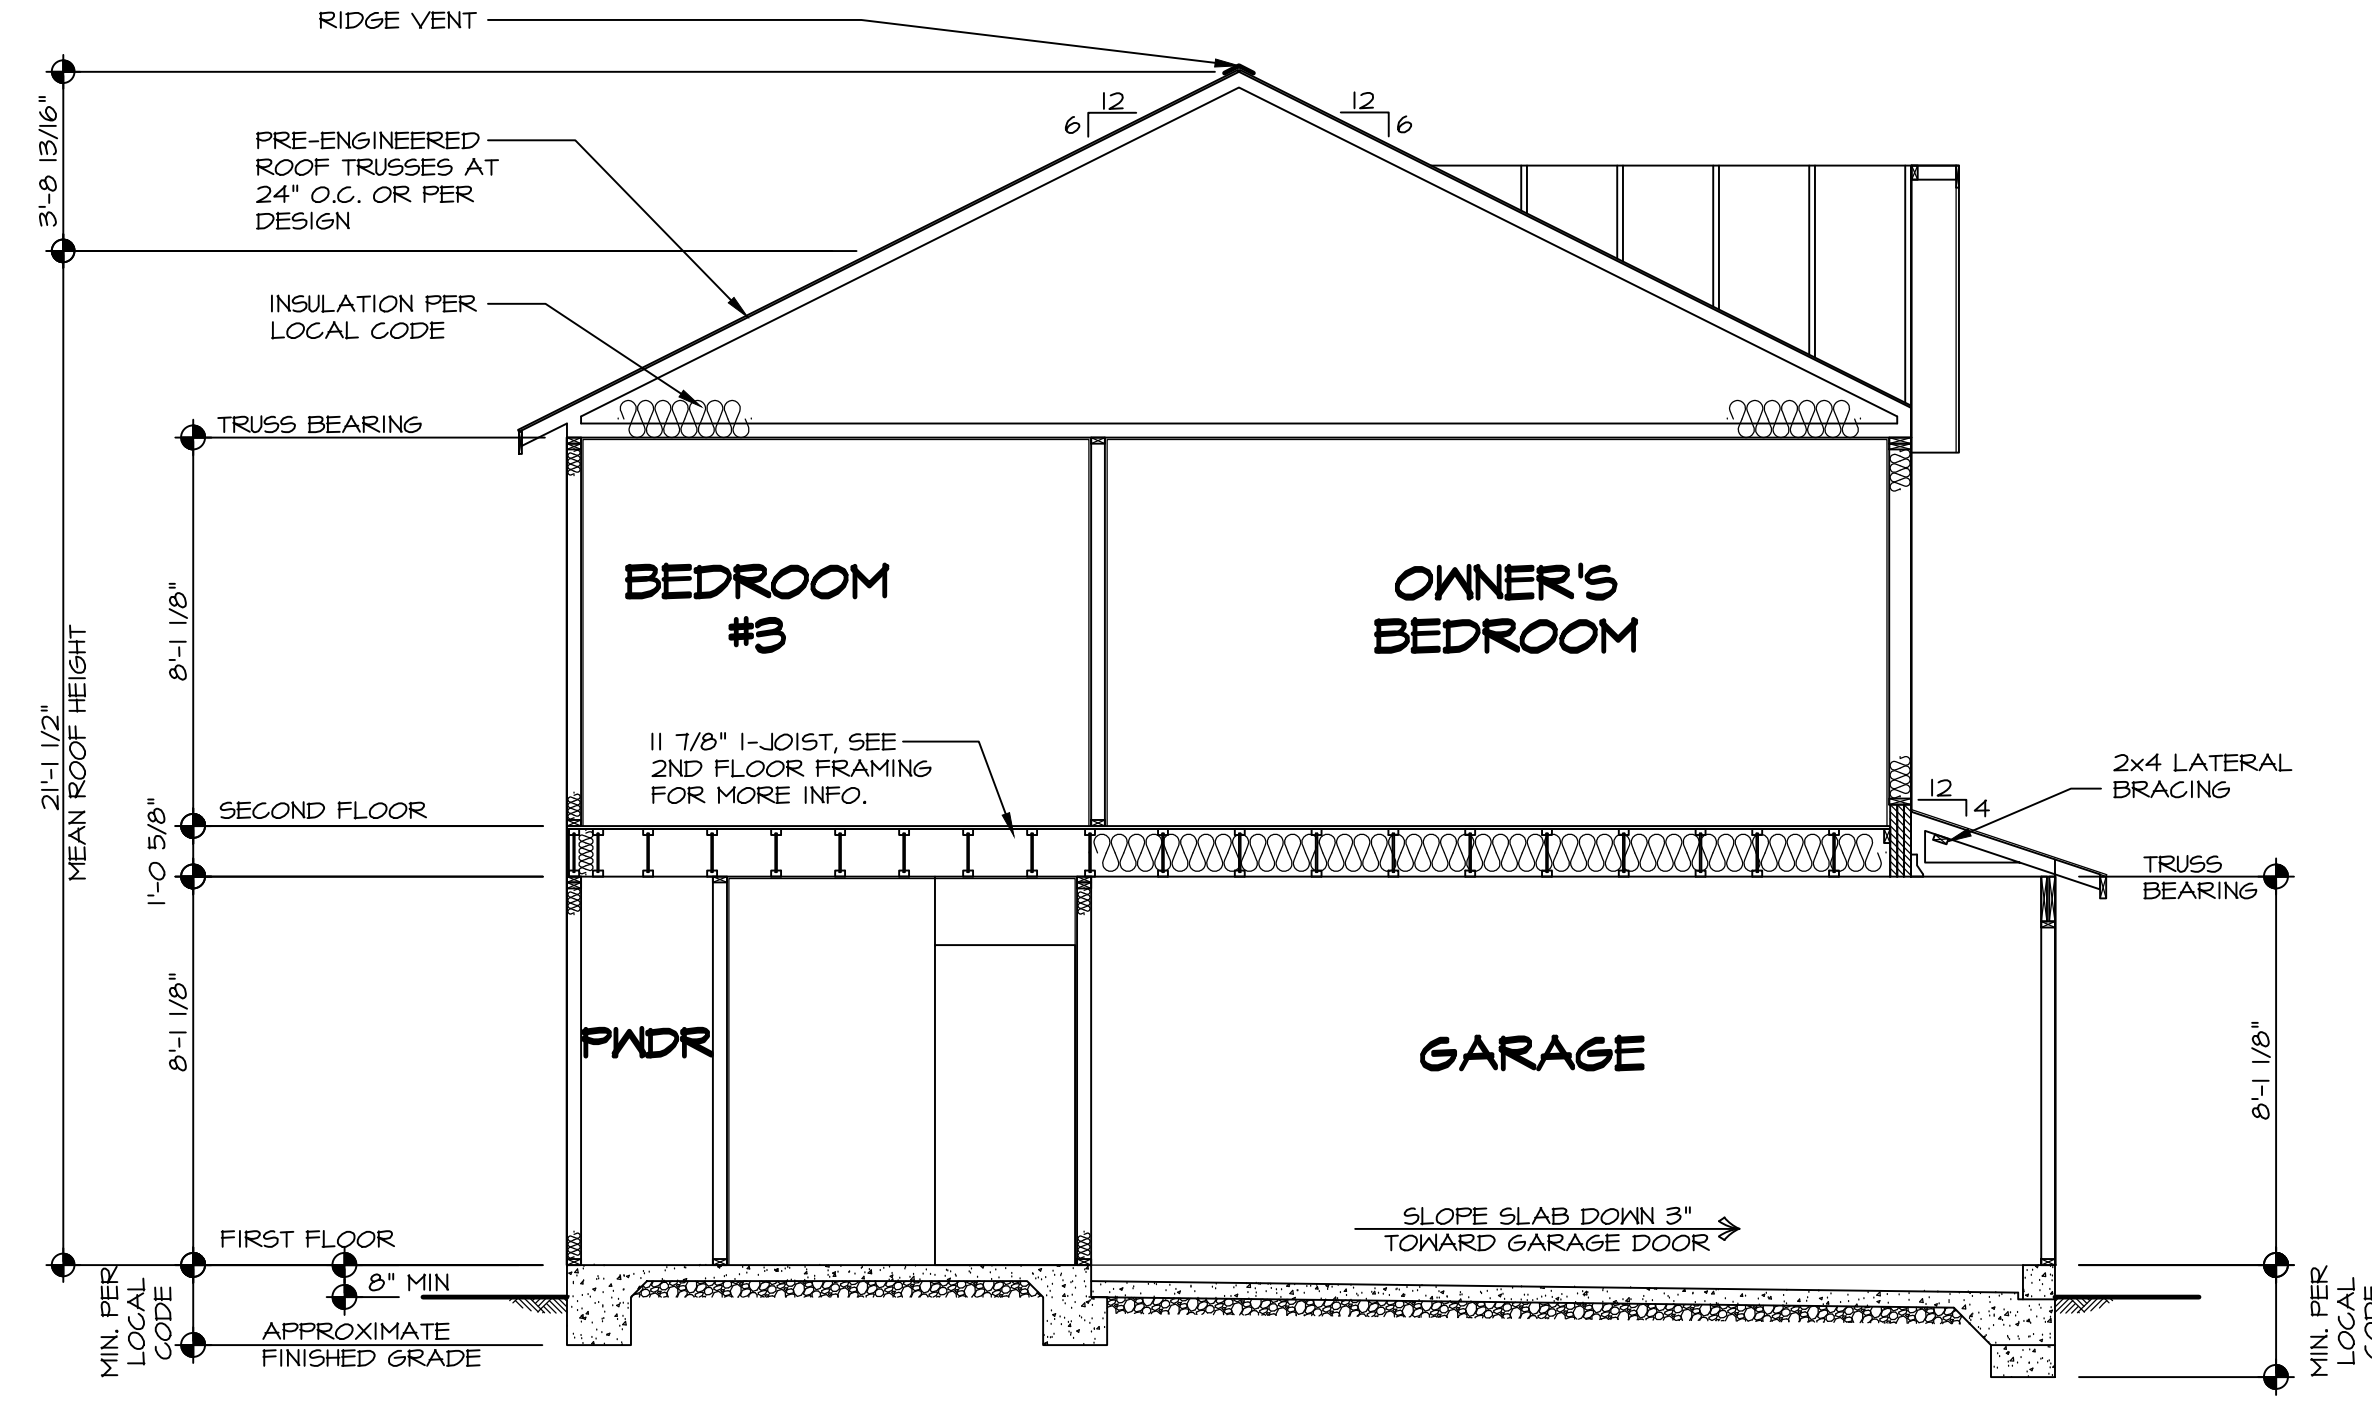 RIDGE VENT
12
6
12
6
3'-8 13/16"
PRE-ENGINEERED
ROOF TRUSSES AT
24" O.C. OR PER
DESIGN
INSULATION PER
LOCAL CODE
TRUSS BEARING
8'-1 1/8"
BEDROOM
#3
OWNER'S
BEDROOM
21'-1 1/2"
MEAN ROOF HEIGHT
11 7/8" I-JOIST, SEE
2ND FLOOR FRAMING
FOR MORE INFO.
2x4 LATERAL
BRACING
12
4
SECOND FLOOR
1'-0 5/8"
TRUSS
BEARING
8'-1 1/8"
PWDR
GARAGE
8'-1 1/8"
SLOPE SLAB DOWN 3"
TOWARD GARAGE DOOR
FIRST FLOOR
8" MIN
MIN. PER
LOCAL
CODE
APPROXIMATE
FINISHED GRADE
MIN. PER
LOCAL
CODE